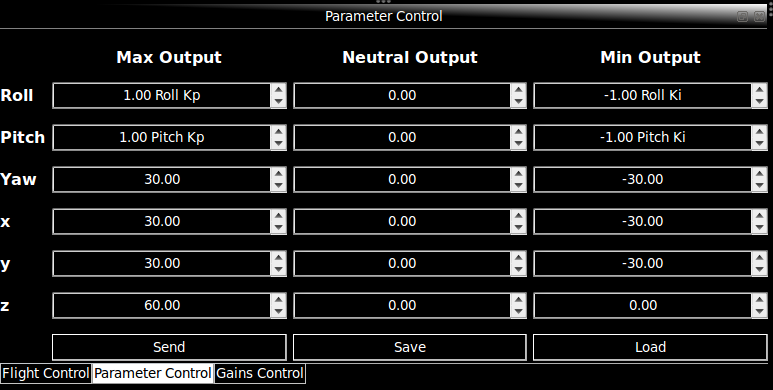 Parameter Control
Max Output Neutral Output Min Output
Roll 1.00 Roll Kp 0.00 -1.00 Roll Ki
Pitch 1.00 Pitch Kp 0.00 -1.00 Pitch Ki
Yaw 30.00 0.00 -30.00
x 30.00 0.00 -30.00
y 30.00 0.00 -30.00
z 60.00 0.00 0.00
Send Save Load
Flight Control Parameter Control Gains Control